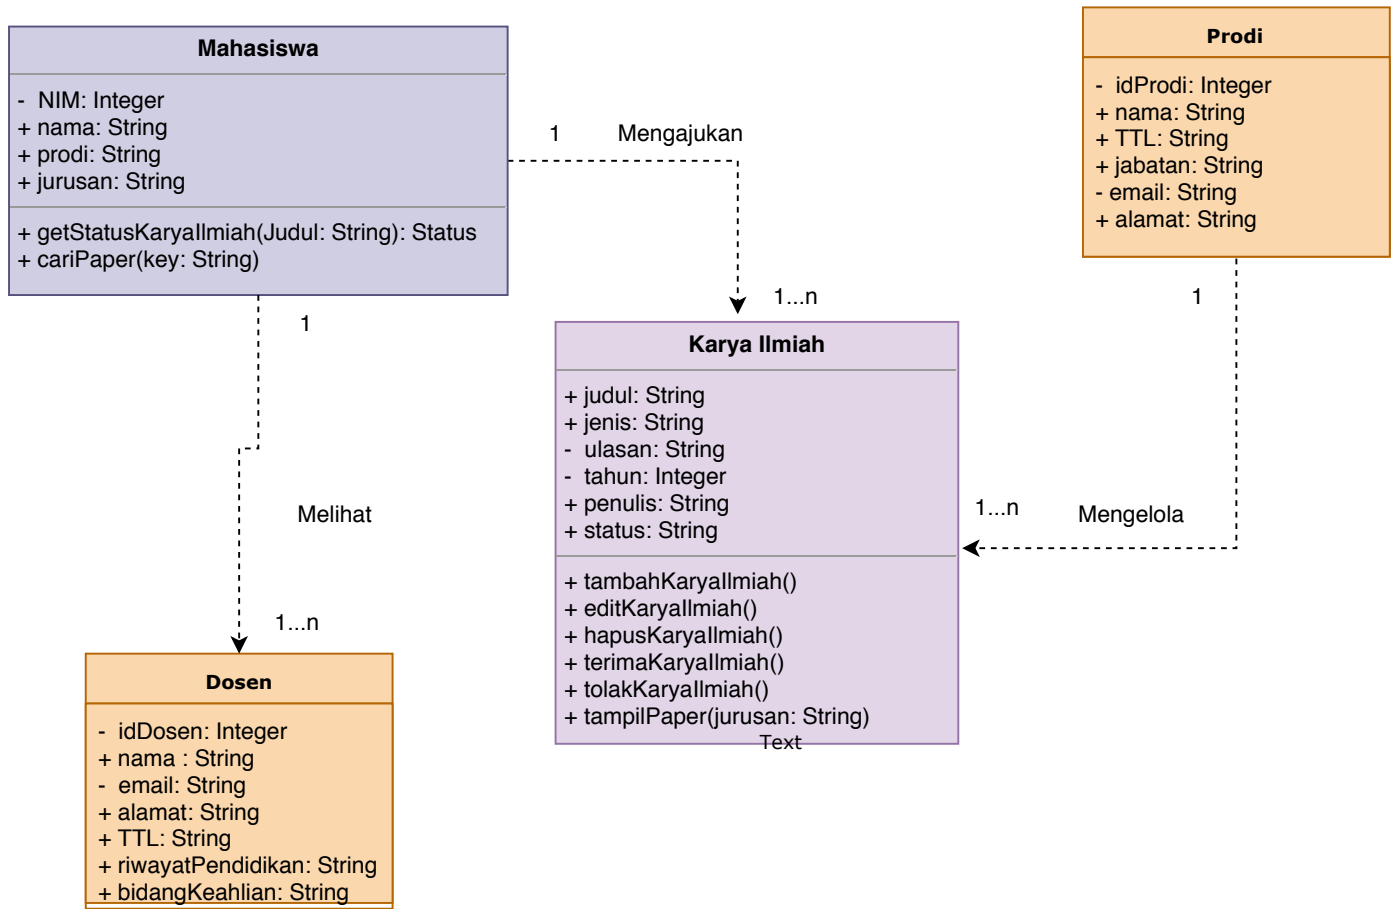 Mahasiswa
-  NIM: Integer
+ nama: String
+ prodi: String
+ jurusan: String
+ getStatusKaryaIlmiah(Judul: String): Status
+ cariPaper(key: String)
1
Mengajukan
1...n
Prodi
-  idProdi: Integer
+ nama: String
+ TTL: String
+ jabatan: String
- email: String
+ alamat: String
1
1...n
Mengelola
1
Melihat
1...n
Karya Ilmiah
+ judul: String
+ jenis: String
-  ulasan: String
-  tahun: Integer
+ penulis: String
+ status: String
+ tambahKaryaIlmiah()
+ editKaryaIlmiah()
+ hapusKaryaIlmiah()
+ terimaKaryaIlmiah()
+ tolakKaryaIlmiah()
+ tampilPaper(jurusan: String)
Text
Dosen
-  idDosen: Integer
+ nama : String
-  email: String
+ alamat: String
+ TTL: String
+ riwayatPendidikan: String
+ bidangKeahlian: String